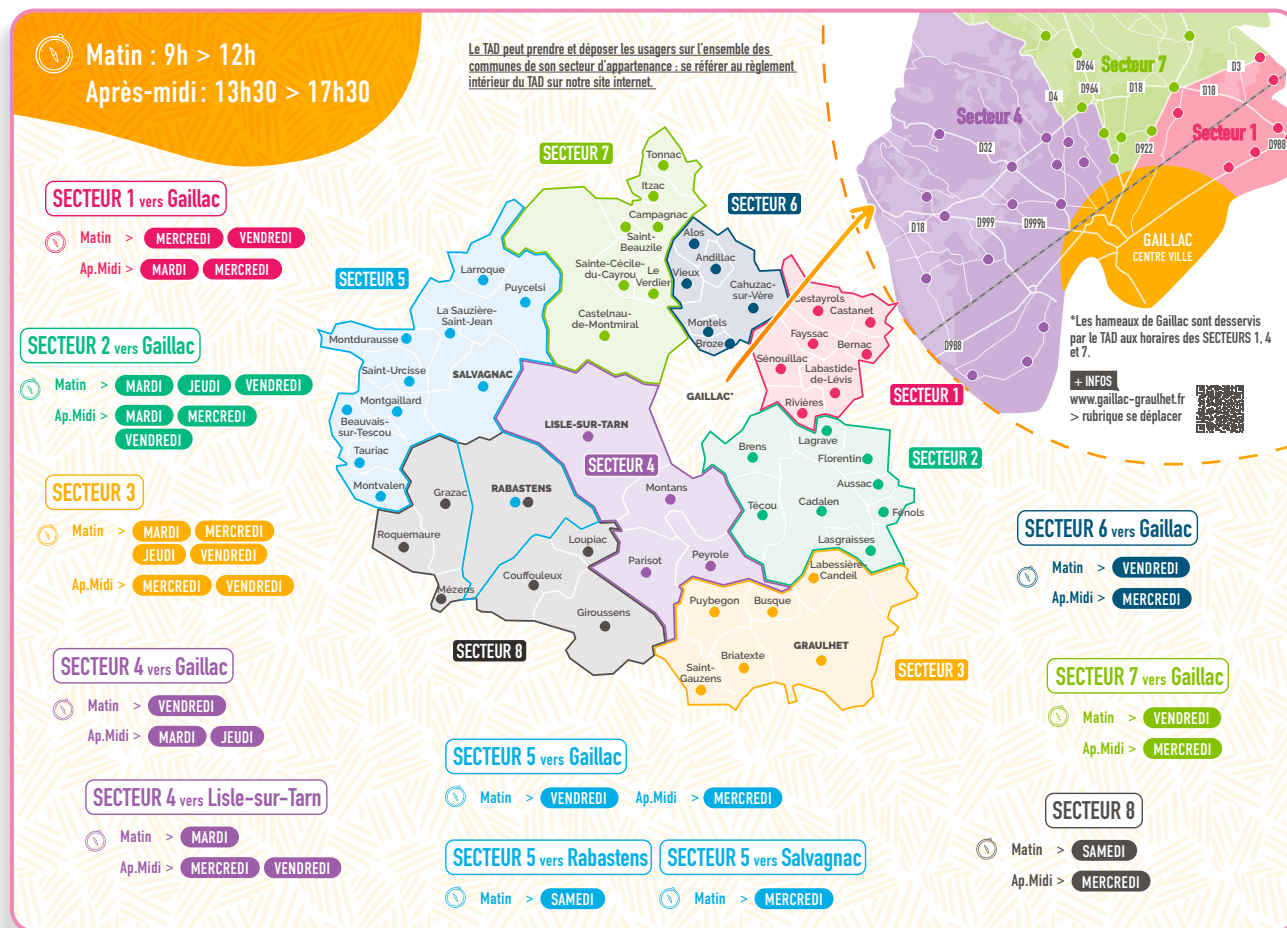 Matin : 9h > 12h
Après-midi : 13h30 > 17h30
Le TAD peut prendre et déposer les usagers sur l'ensemble des
communes de son secteur d'appartenance : se référer au règlement
intérieur du TAD sur notre site internet.
SECTEUR 1 vers Gaillac
Matin > MERCREDI VENDREDI
Ap.Midi > MARDI MERCREDI
SECTEUR 2 vers Gaillac
Matin > MARDI JEUDI VENDREDI
Ap.Midi > MARDI MERCREDI
VENDREDI
SECTEUR 3
Matin > MARDI MERCREDI
JEUDI VENDREDI
Ap.Midi > MERCREDI VENDREDI
SECTEUR 4 vers Gaillac
Matin > VENDREDI
Ap.Midi > MARDI JEUDI
SECTEUR 4 vers Lisle-sur-Tarn
Matin > MARDI
Ap.Midi > MERCREDI VENDREDI
SECTEUR 7
Tonnac
Itzac
Campagnac
Saint-
Beauzile
Sainte-Cécile-
du-Cayrou
Le
Verdier
Castelnau-
de-Montmiral
SECTEUR 6
Alos
Andillac
Vieux
Cahuzac-
sur-Vère
Montels
Broze
SECTEUR 5
Larroque
Puycelsi
La Sauzière-
Saint-Jean
Montdurausse
Saint-Urcisse
SALVAGNAC
Montgaillard
Beauvais-
sur-Tescou
Tauriac
Montvalen
GAILLAC*
Bestayrols
Castanet
Fayssac
Bernac
Sénouillac
Labastide-
de-Lévis
Rivières
SECTEUR 1
LISLE-SUR-TARN
SECTEUR 4
Montans
Parisot
Peyrole
SECTEUR 2
Lagrave
Brens
Florentin
Aussac
Técou
Cadalen
Fénols
Lasgraisses
Grazac
RABASTENS
Roquemaure
Loupiac
Couffouleux
Mézens
Giroussens
SECTEUR 8
Labessière-
Candeil
Puybegon
Busque
GRAULHET
Briatexte
Saint-
Gauzens
SECTEUR 3
SECTEUR 5 vers Gaillac
Matin > VENDREDI Ap.Midi > MERCREDI
SECTEUR 5 vers Rabastens
Matin > SAMEDI
SECTEUR 5 vers Salvagnac
Matin > MERCREDI
Secteur 7
D964
D964
D4
D18
D3
D18
Secteur 4
Secteur 1
D32
D922
D988
D18
D999
D999b
GAILLAC
CENTRE VILLE
D988
*Les hameaux de Gaillac sont desservis
par le TAD aux horaires des SECTEURS 1, 4
et 7.
+ INFOS
www.gaillac-graulhet.fr
> rubrique se déplacer
SECTEUR 6 vers Gaillac
Matin > VENDREDI
Ap.Midi > MERCREDI
SECTEUR 7 vers Gaillac
Matin > VENDREDI
Ap.Midi > MERCREDI
SECTEUR 8
Matin > SAMEDI
Ap.Midi > MERCREDI